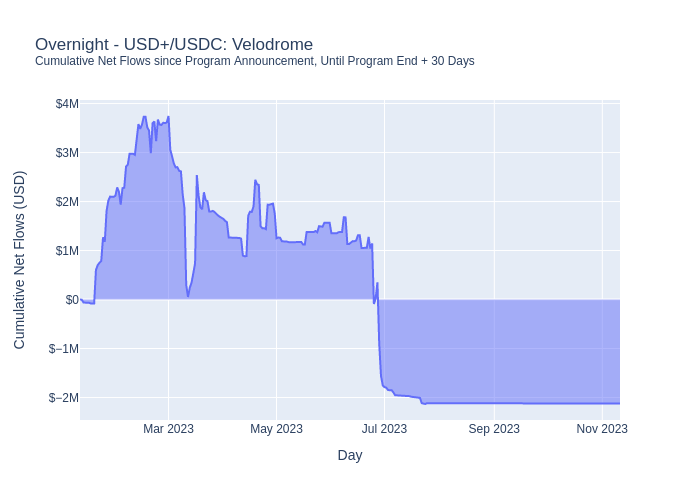 Overnight - USD+/USDC: Velodrome
Cumulative Net Flows since Program Announcement, Until Program End + 30 Days
Cumulative Net Flows (USD)
$4M
$3M
$2M
$1M
$0
$−1M
$−2M
Mar 2023
May 2023
Jul 2023
Sep 2023
Nov 2023
Day